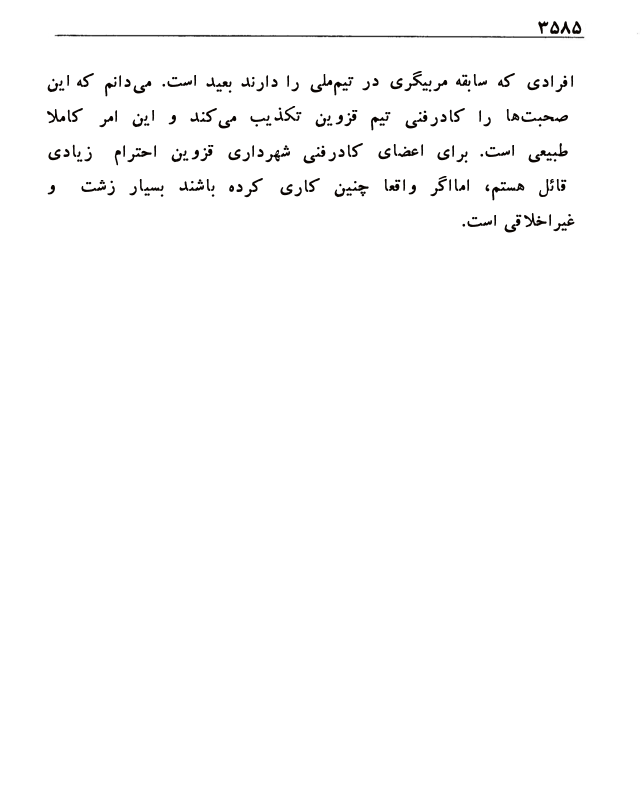 ۳۵۸۵
افرادی که سابقه مربیگری در تیم‌ملی را دارند بعید است. می‌دانم که این
صحبت‌ها را کادرفنی تیم قزوین تکذیب می‌کند و این امر کاملا
طبیعی است. برای اعضای کادرفنی شهرداری قزوین احترام زیادی
قائل هستم، امااگر واقعا چنین کاری کرده باشند بسیار زشت و
غیراخلاقی است.